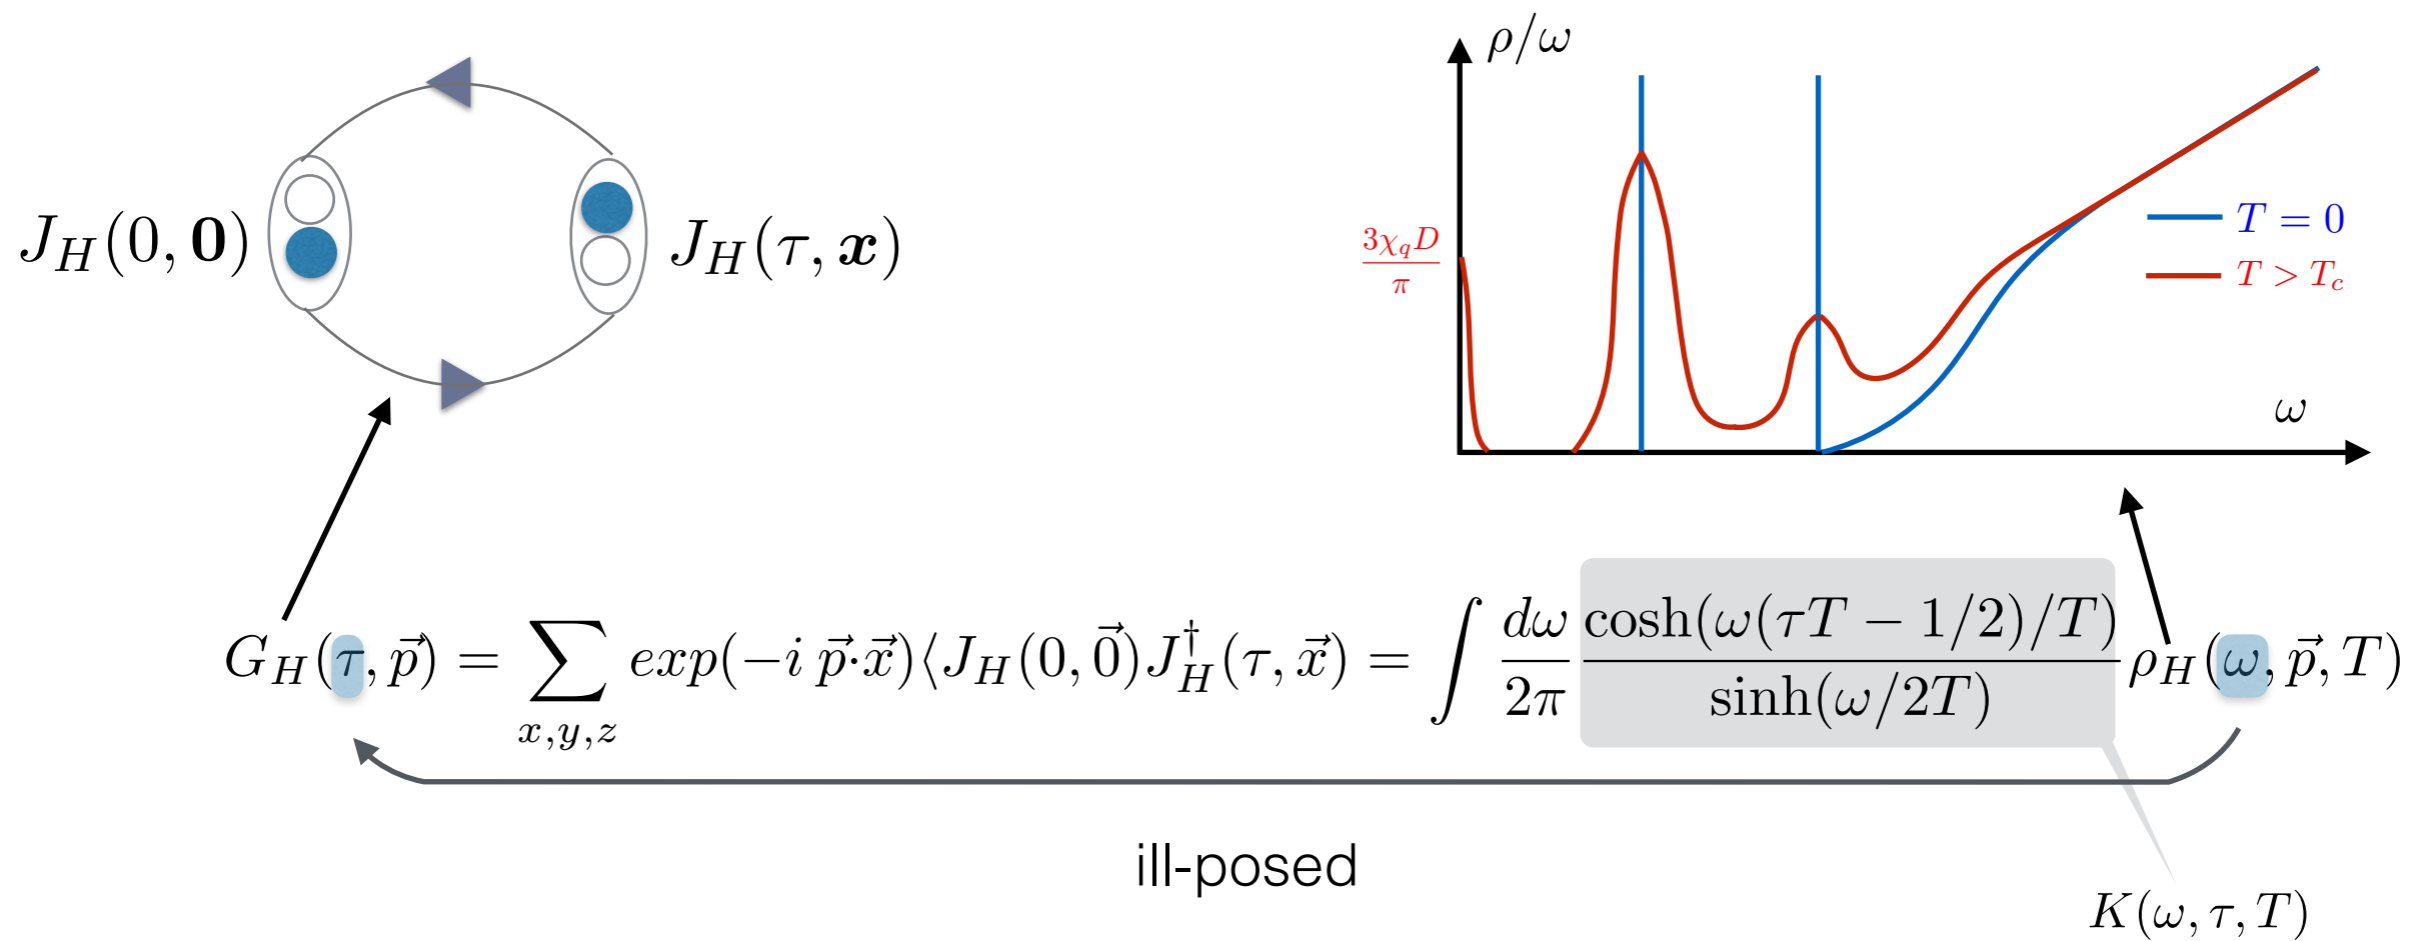 ρ/ω
J_H(0, 𝟎)
J_H(τ, 𝒙)
3χ_qD/π
T = 0
T > T_c
ω
G_H(τ, p⃗) = ∑_{x,y,z} exp(−i p⃗·x⃗)⟨J_H(0, 0⃗)J_H^†(τ, x⃗) = ∫ dω/2π cosh(ω(τT − 1/2)/T)/sinh(ω/2T) ρ_H(ω, p⃗, T)
ill-posed
K(ω, τ, T)